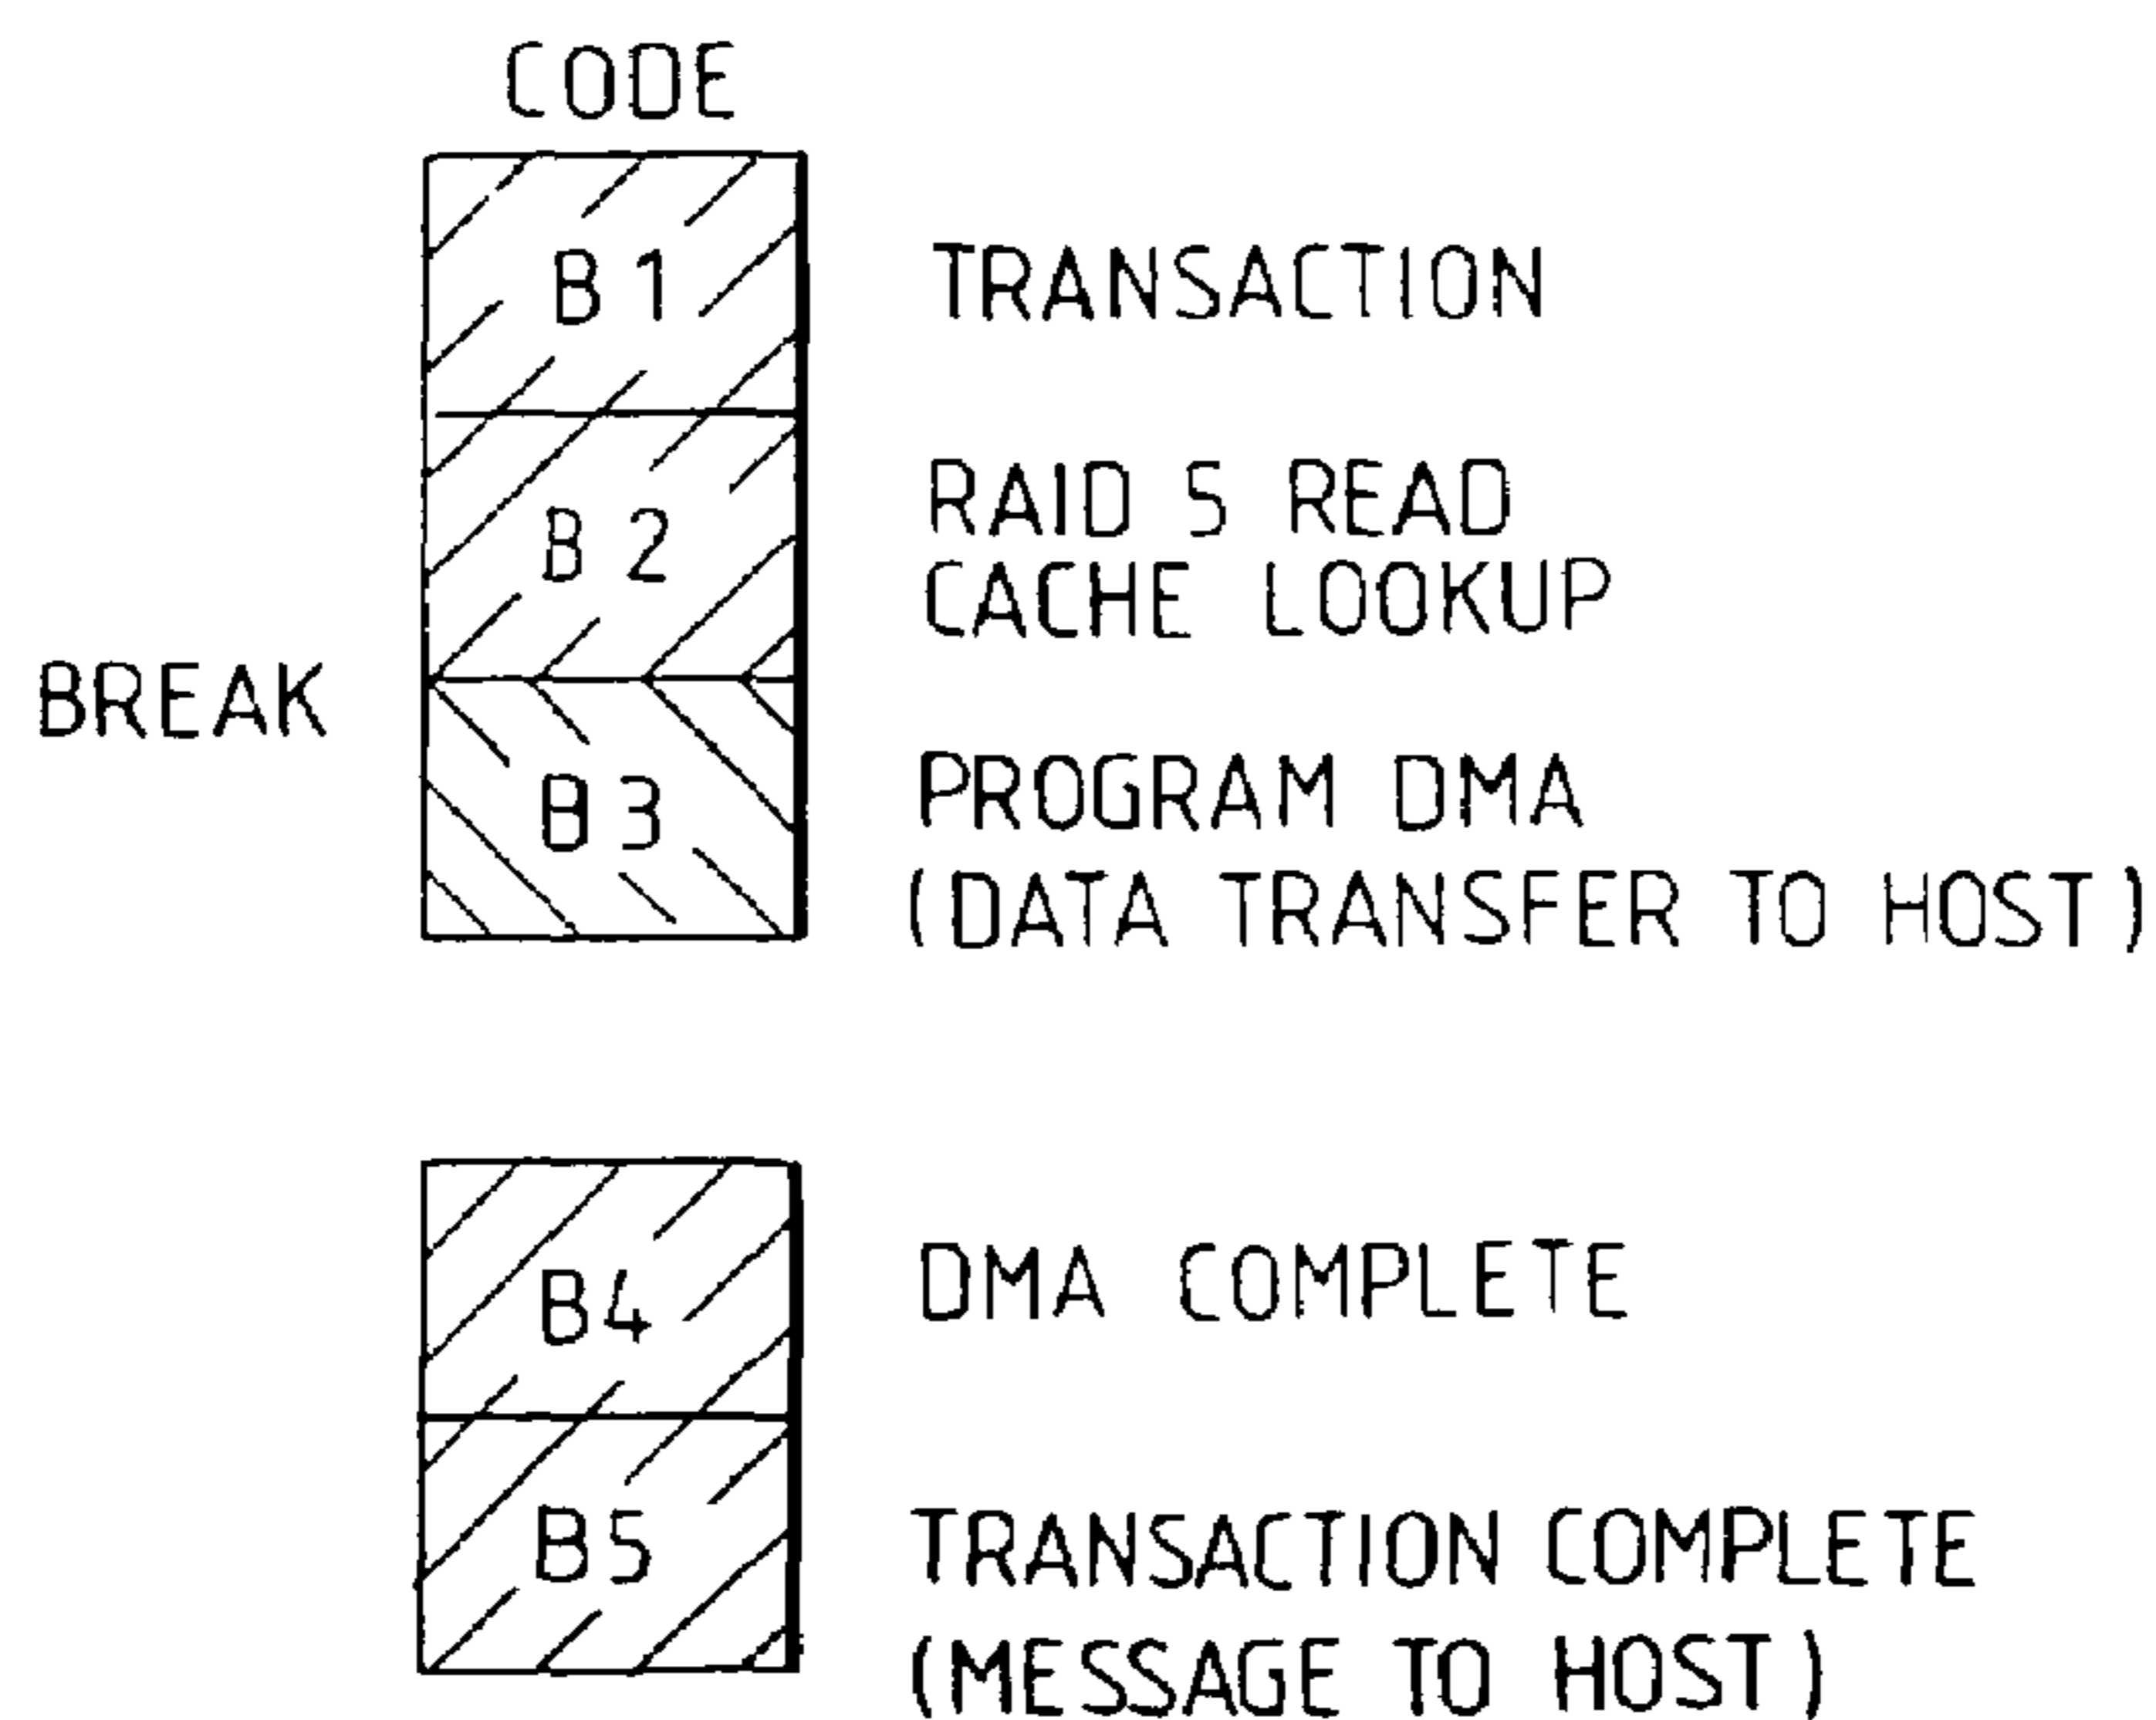 CODE
B1
TRANSACTION
B2
RAID 5 READ
CACHE LOOKUP
BREAK
B3
PROGRAM DMA
(DATA TRANSFER TO HOST)
B4
DMA COMPLETE
B5
TRANSACTION COMPLETE
(MESSAGE TO HOST)